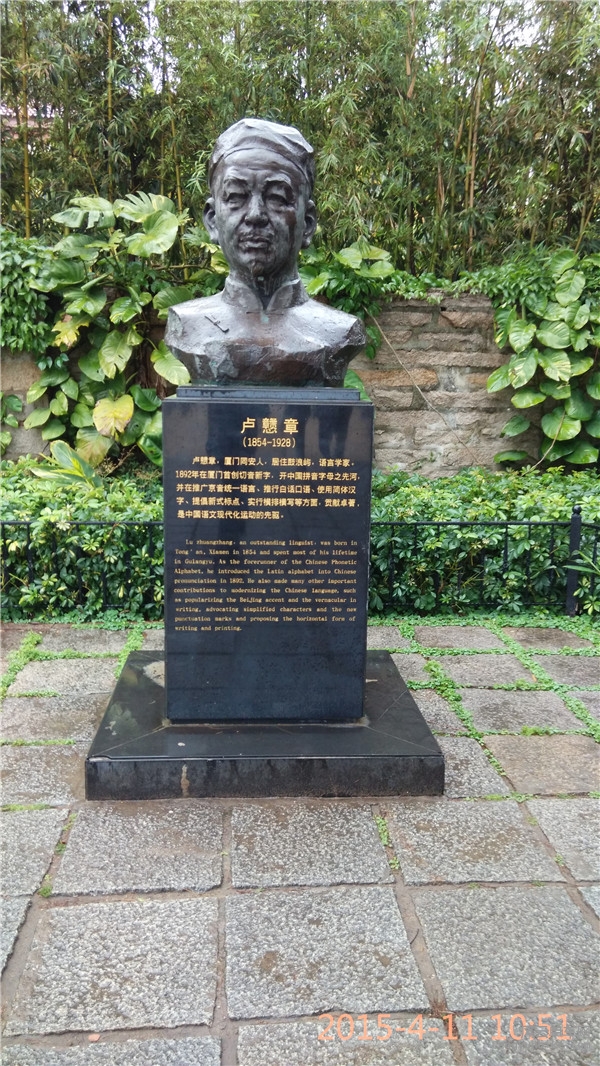 卢戆章
(1854-1928)
卢戆章，厦门同安人，居住鼓浪屿，语言学家，
1892年在厦门首创切音新字，开中国拼音字母之先河，
并在推广京音统一语言、推行白话口语、使用简体汉
字、提倡新式标点、实行横排横写等方面，贡献卓著，
是中国语文现代化运动的先驱。
Lu zhuangzhang, an outstanding linguist, was born in
Tong'an, Xiamen in 1854 and spent most of his lifetime
in Gulangyu. As the forerunner of the Chinese Phonetic
Alphabet, he introduced the Latin alphabet into Chinese
pronunciation in 1892. He also made many other important
contributions to undernizing the Chinese language, such
as popularizing the Beijing accent and the vernacular in
writing, advocating simplified characters and the new
punctuation marks and proposing the horizontal form of
writing and printing.
2015-4-11 10:51